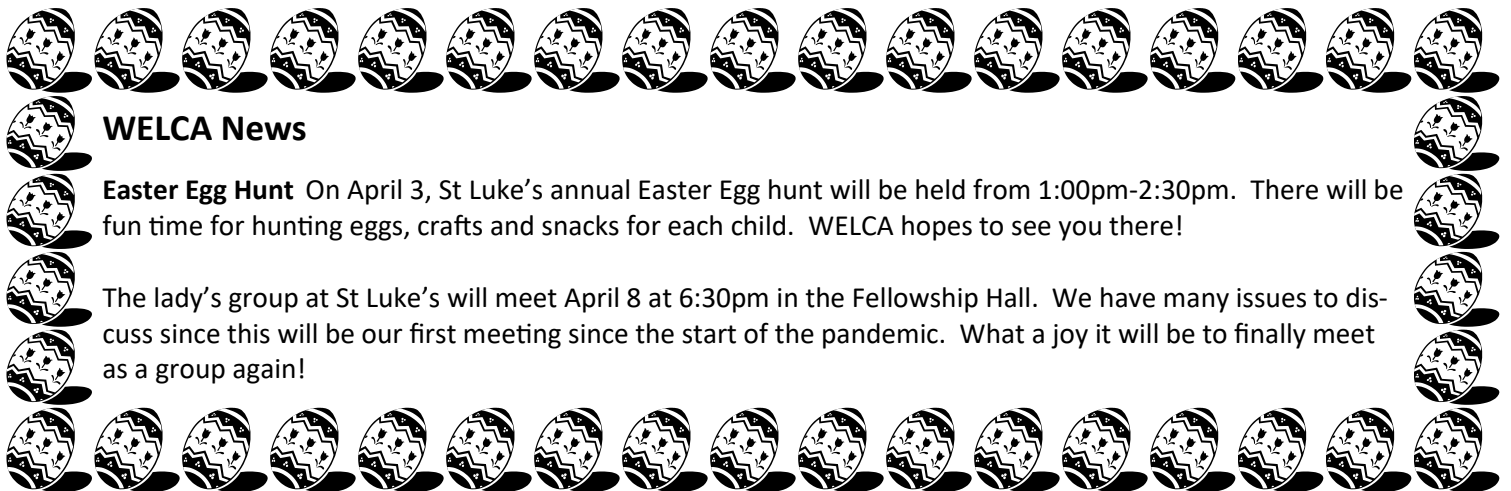 WELCA News
Easter Egg Hunt  On April 3, St Luke’s annual Easter Egg hunt will be held from 1:00pm-2:30pm.  There will be
fun time for hunting eggs, crafts and snacks for each child.  WELCA hopes to see you there!
The lady’s group at St Luke’s will meet April 8 at 6:30pm in the Fellowship Hall.  We have many issues to dis-
cuss since this will be our first meeting since the start of the pandemic.  What a joy it will be to finally meet
as a group again!